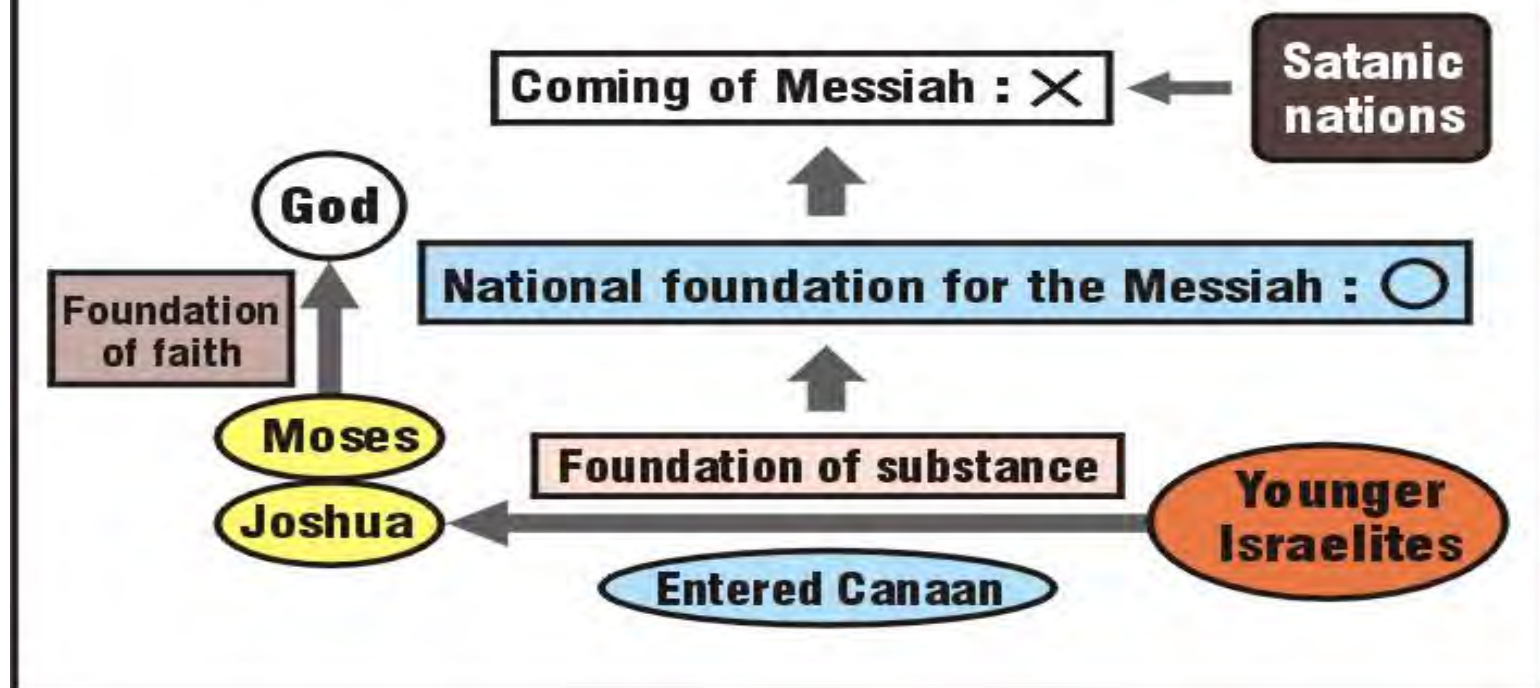 Coming of Messiah : ×
Satanic
nations
God
National foundation for the Messiah : ○
Foundation
of faith
Moses
Foundation of substance
Joshua
Younger
Israelites
Entered Canaan